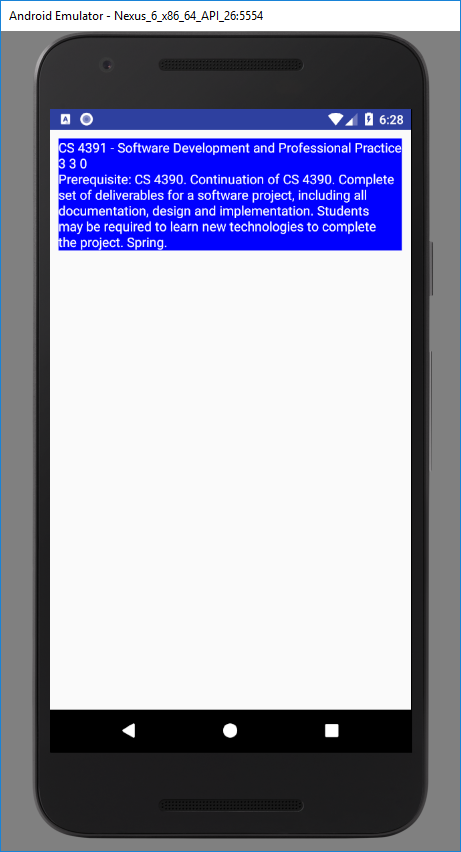 Android Emulator - Nexus_6_x86_64_API_26:5554
6:28
CS 4391 - Software Development and Professional Practice
3 3 0
Prerequisite: CS 4390. Continuation of CS 4390. Complete
set of deliverables for a software project, including all
documentation, design and implementation. Students
may be required to learn new technologies to complete
the project. Spring.